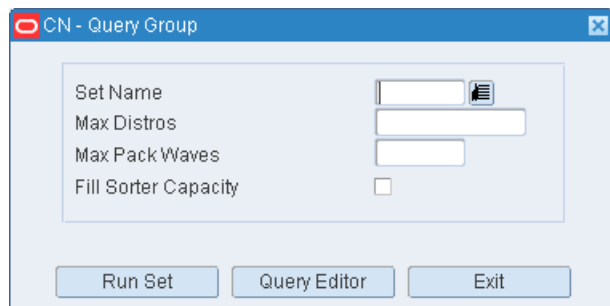 CN - Query Group
Set Name
Max Distros
Max Pack Waves
Fill Sorter Capacity
Run Set Query Editor Exit